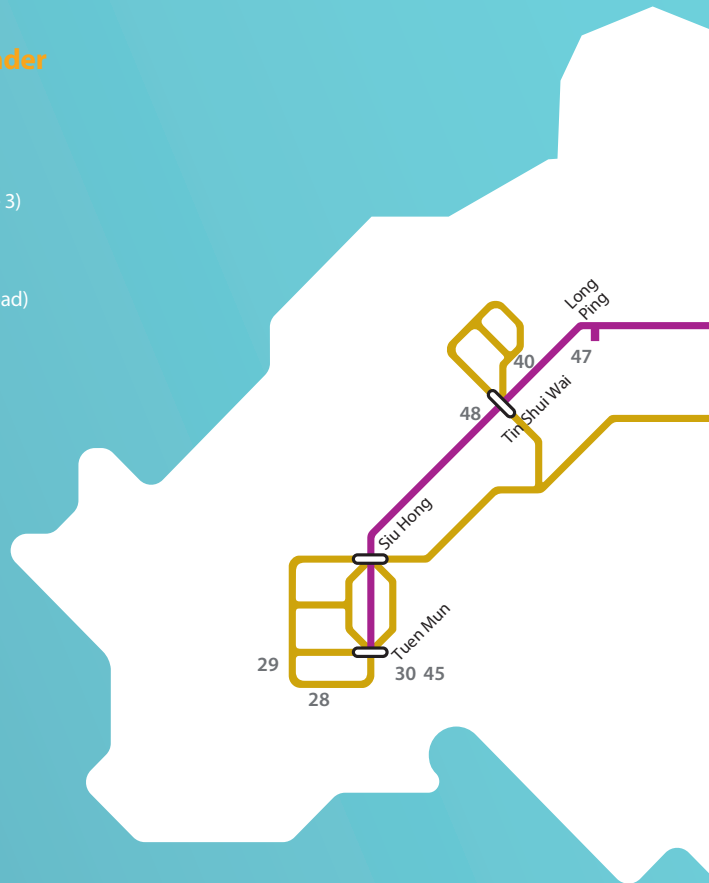 der
3)
ad)
Long
Ping
40
47
48
Tin Shui Wai
Siu Hong
Tuen Mun
29
30 45
28